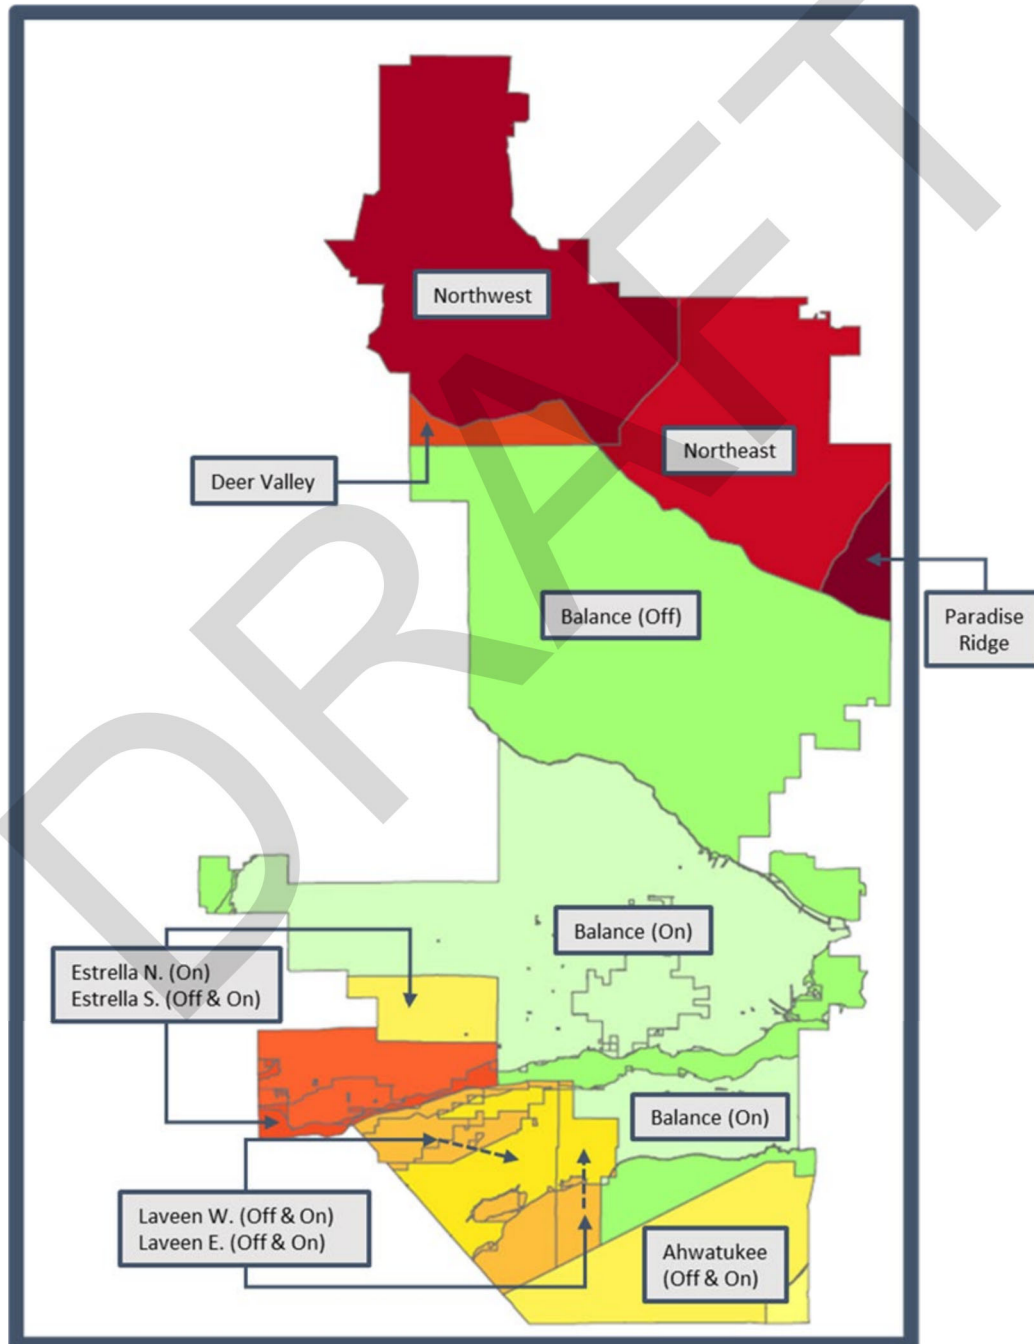 Northwest
Northeast
Deer Valley
Balance (Off)
Paradise
Ridge
Balance (On)
Estrella N. (On)
Estrella S. (Off & On)
Balance (On)
Laveen W. (Off & On)
Laveen E. (Off & On)
Ahwatukee
(Off & On)
DRAFT